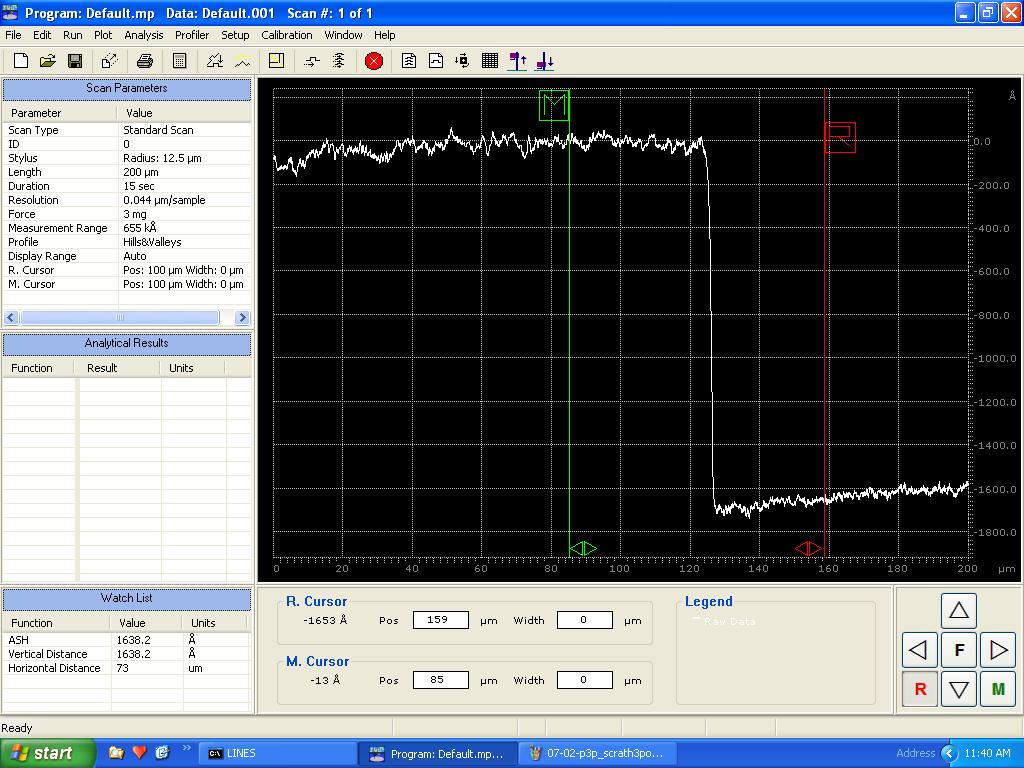 Program: Default.mp Data: Default.001 Scan #: 1 of 1
File Edit Run Plot Analysis Profiler Setup Calibration Window Help
Scan Parameters
Parameter Value
Scan Type Standard Scan
ID 0
Stylus Radius: 12.5 µm
Length 200 µm
Duration 15 sec
Resolution 0.044 µm/sample
Force 3 mg
Measurement Range 655 kÅ
Profile Hills&Valleys
Display Range Auto
R. Cursor Pos: 100 µm Width: 0 µm
M. Cursor Pos: 100 µm Width: 0 µm
Analytical Results
Function Result Units
Watch List
Function Value Units
ASH 1638.2 Å
Vertical Distance 1638.2 Å
Horizontal Distance 73 um
M
R
Å
0.0
-200.0
-400.0
-600.0
-800.0
-1000.0
-1200.0
-1400.0
-1600.0
-1800.0
0 20 40 60 80 100 120 140 160 180 200 µm
R. Cursor
-1653 Å Pos 159 µm Width 0 µm
M. Cursor
-13 Å Pos 85 µm Width 0 µm
Legend
Raw Data
F
R M
Ready
start
LINES
Program: Default.mp...
07-02-p3p_scrath3po...
Address
11:40 AM